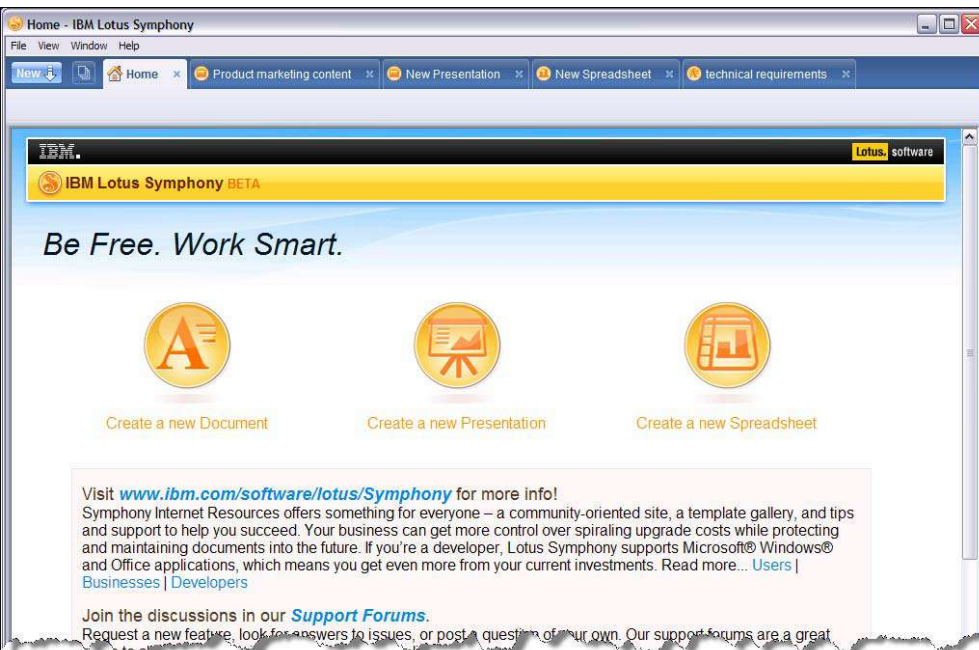 Home - IBM Lotus Symphony
File View Window Help
New Home Product marketing content New Presentation New Spreadsheet technical requirements
IBM. Lotus. software
IBM Lotus Symphony BETA
Be Free. Work Smart.
Create a new Document Create a new Presentation Create a new Spreadsheet
Visit www.ibm.com/software/lotus/Symphony for more info!
Symphony Internet Resources offers something for everyone – a community-oriented site, a template gallery, and tips
and support to help you succeed. Your business can get more control over spiraling upgrade costs while protecting
and maintaining documents into the future. If you're a developer, Lotus Symphony supports Microsoft® Windows®
and Office applications, which means you get even more from your current investments. Read more... Users |
Businesses | Developers
Join the discussions in our Support Forums.
Request a new feature, look for answers to issues, or post a question of your own. Our support forums are a great